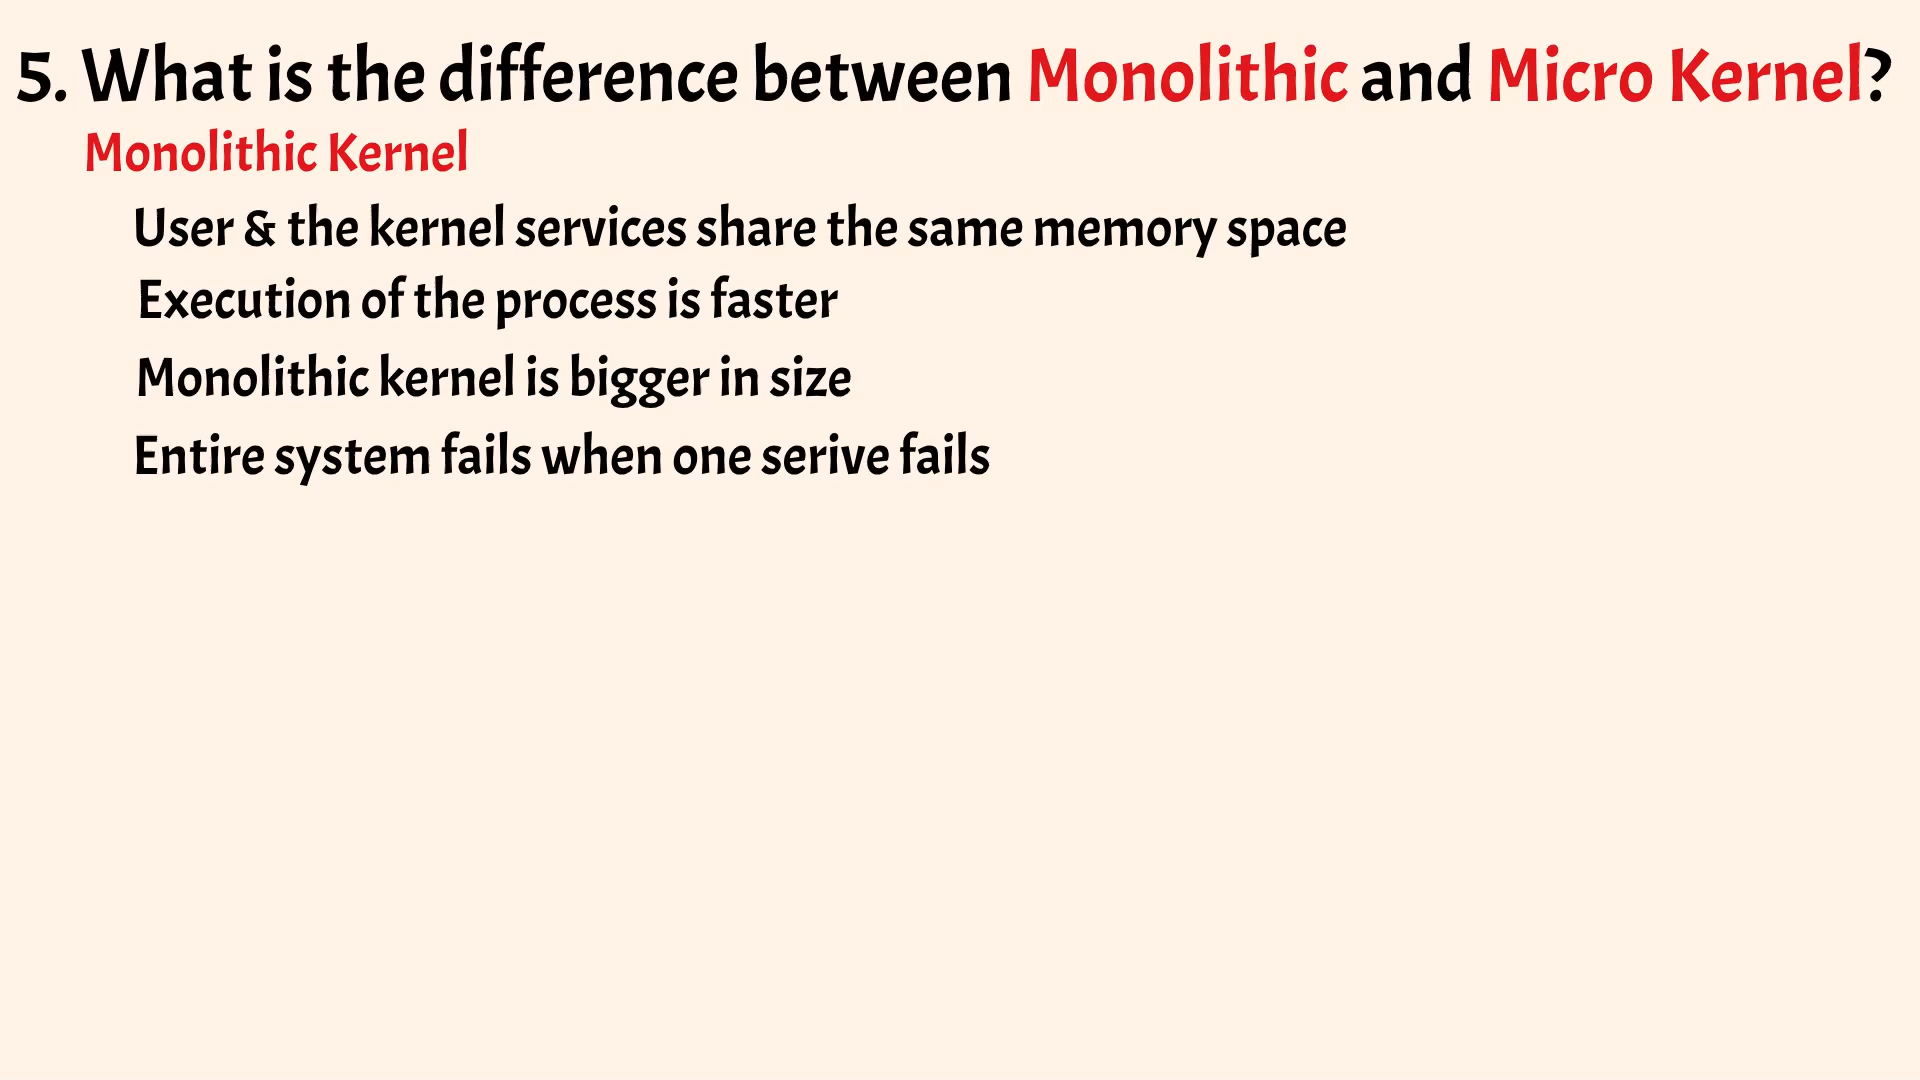 5. What is the difference between Monolithic and Micro Kernel?
Monolithic Kernel
User & the kernel services share the same memory space
Execution of the process is faster
Monolithic kernel is bigger in size
Entire system fails when one serive fails